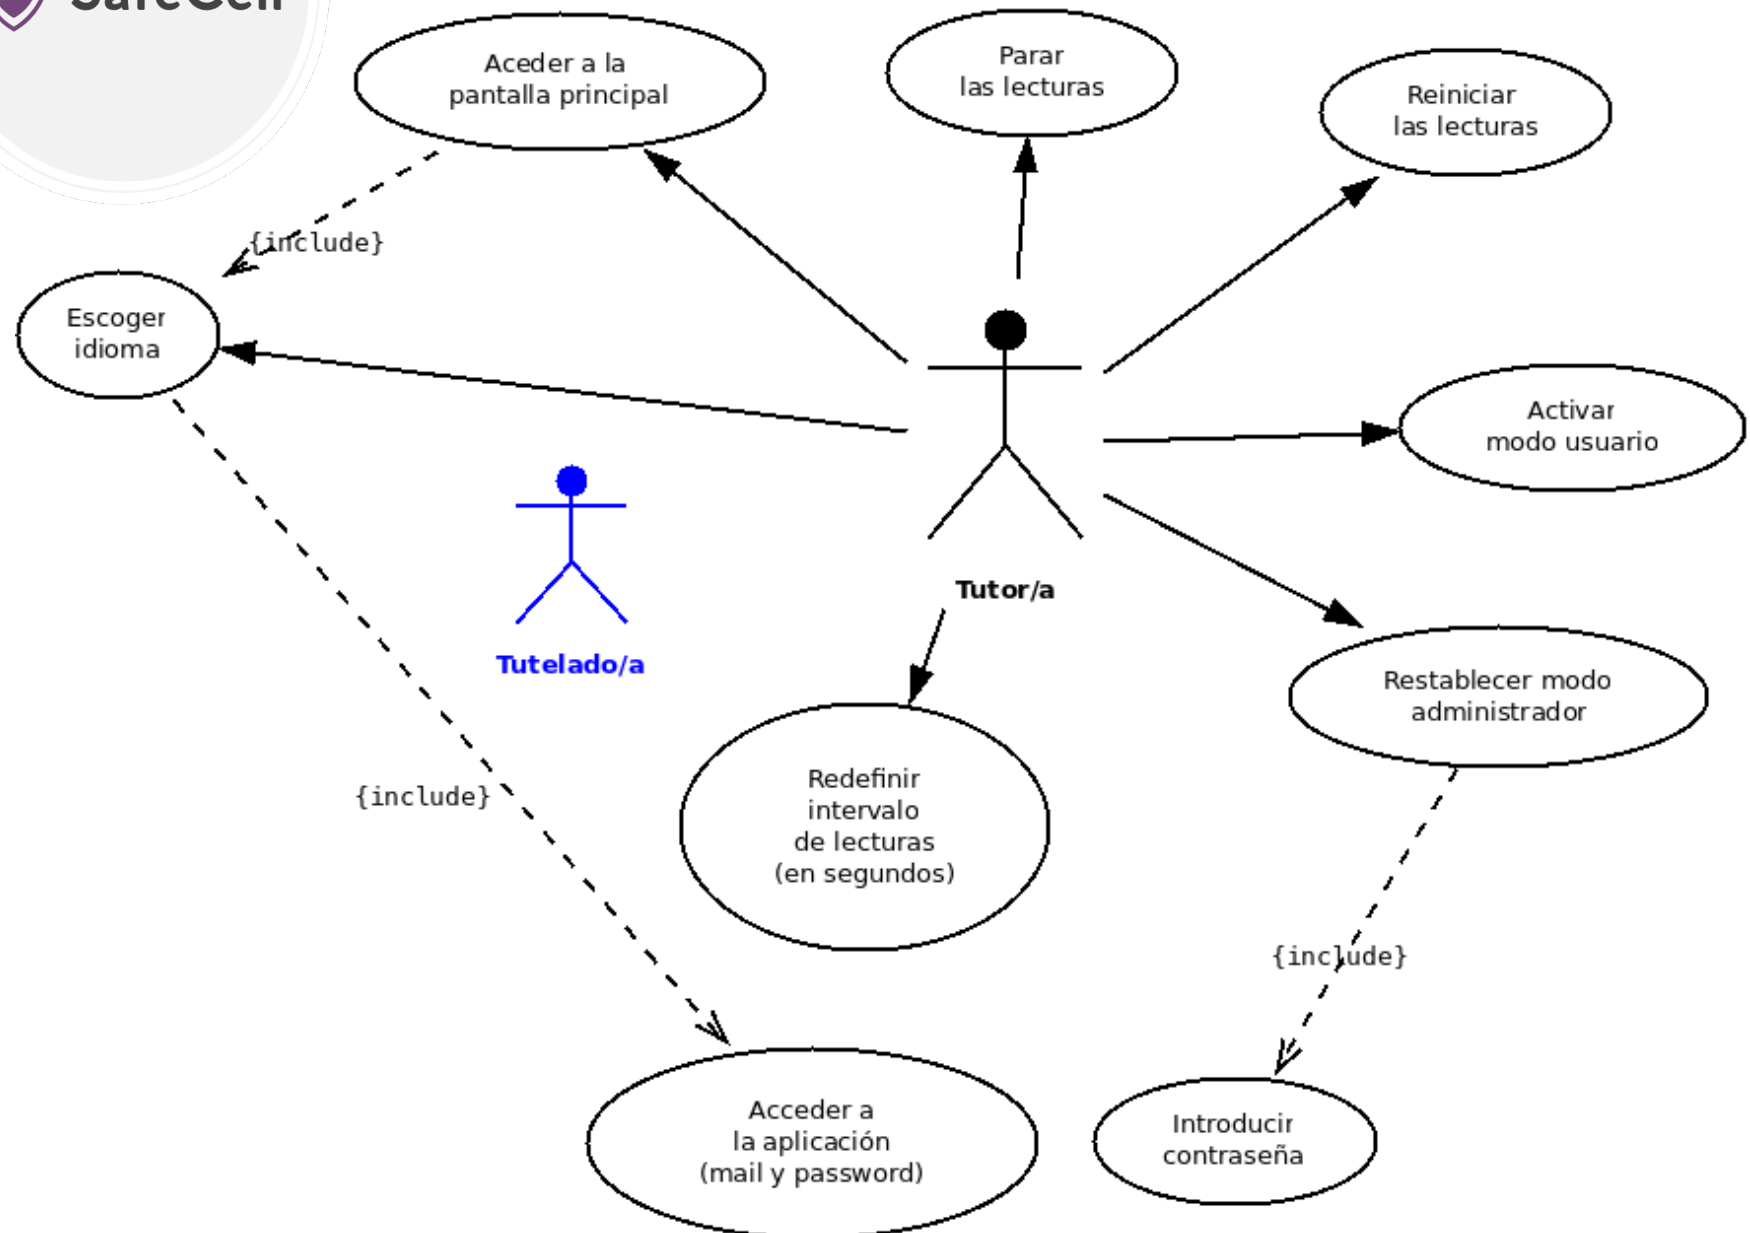 SafeCell
Aceder a la
pantalla principal
Parar
las lecturas
Reiniciar
las lecturas
{include}
Escoger
idioma
Activar
modo usuario
Tutor/a
Tutelado/a
Restablecer modo
administrador
Redefinir
intervalo
de lecturas
(en segundos)
{include}
{include}
Acceder a
la aplicación
(mail y password)
Introducir
contraseña